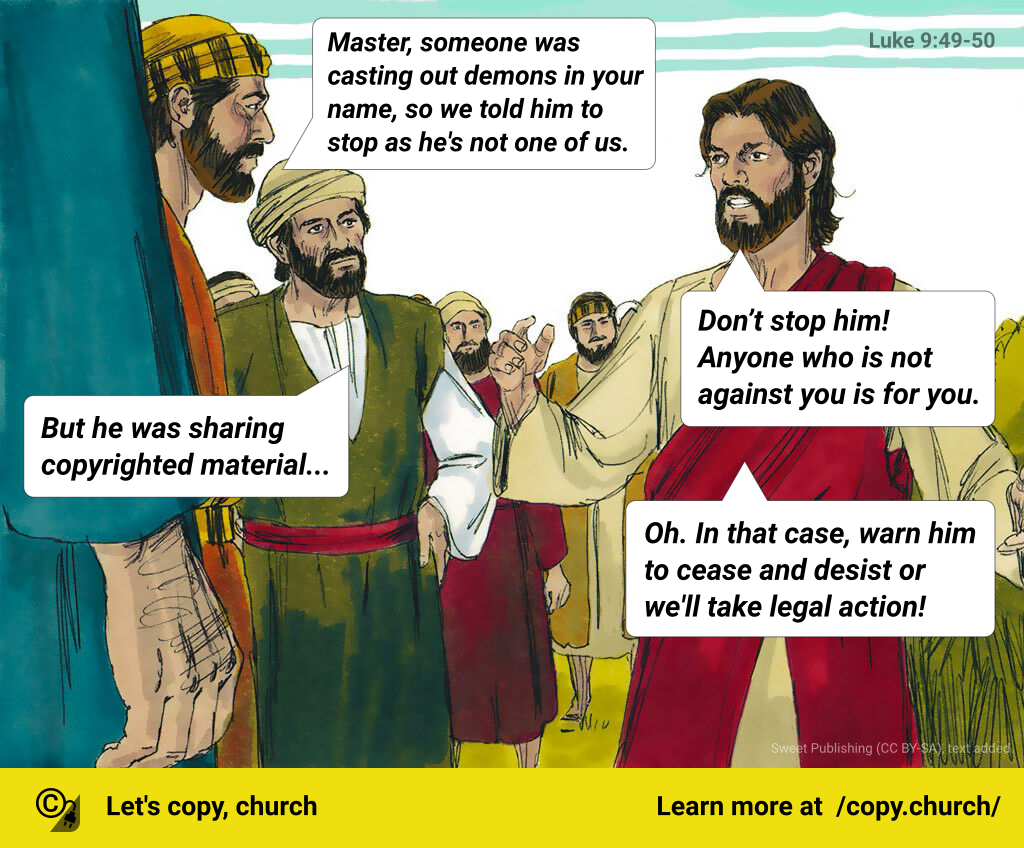 Luke 9:49-50
Master, someone was
casting out demons in your
name, so we told him to
stop as he's not one of us.
Don’t stop him!
Anyone who is not
against you is for you.
But he was sharing
copyrighted material...
Oh. In that case, warn him
to cease and desist or
we'll take legal action!
Sweet Publishing (CC BY-SA), text added
© Let's copy, church
Learn more at /copy.church/